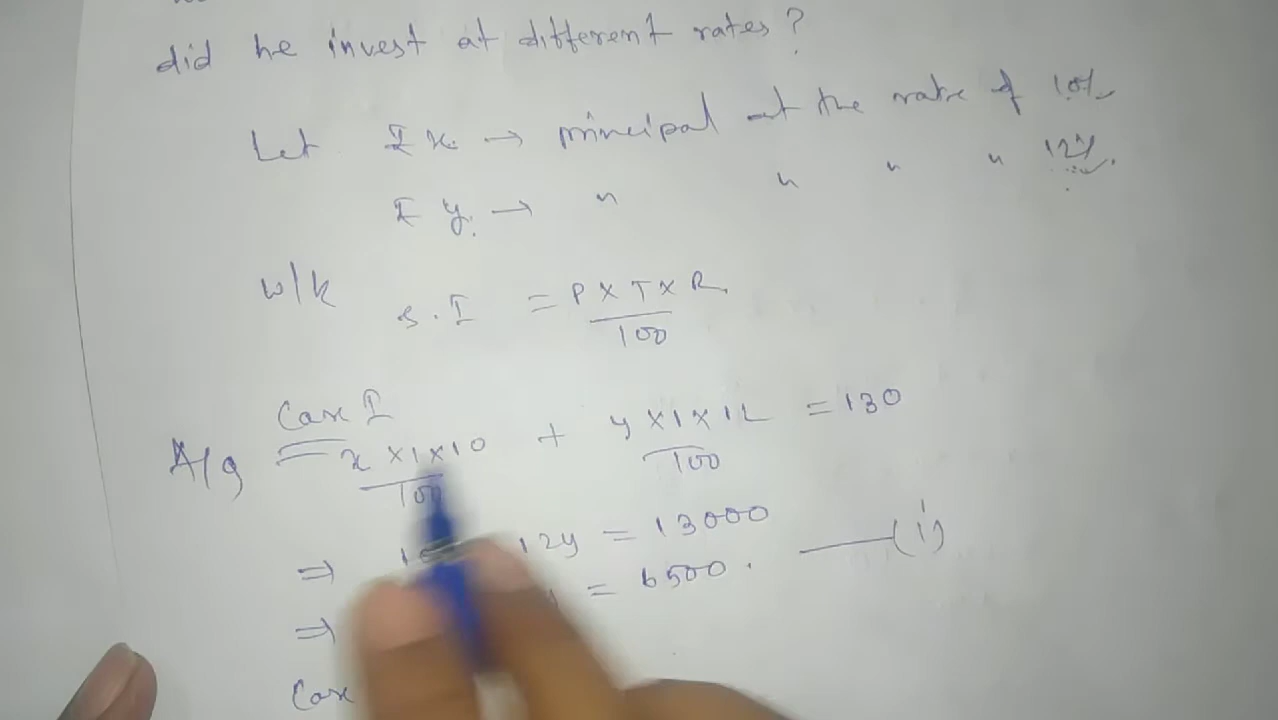 did he invest at different rates?
Let ₹ x. → principal at the rate of 10%
₹ y. → " " " " 12%.
w/k S.I = P×T×R
100
Case I
A/q x×1×10 + y×1×12 = 130
100 100
⇒ 12y = 13000
⇒ = 6500. —(i)
Case